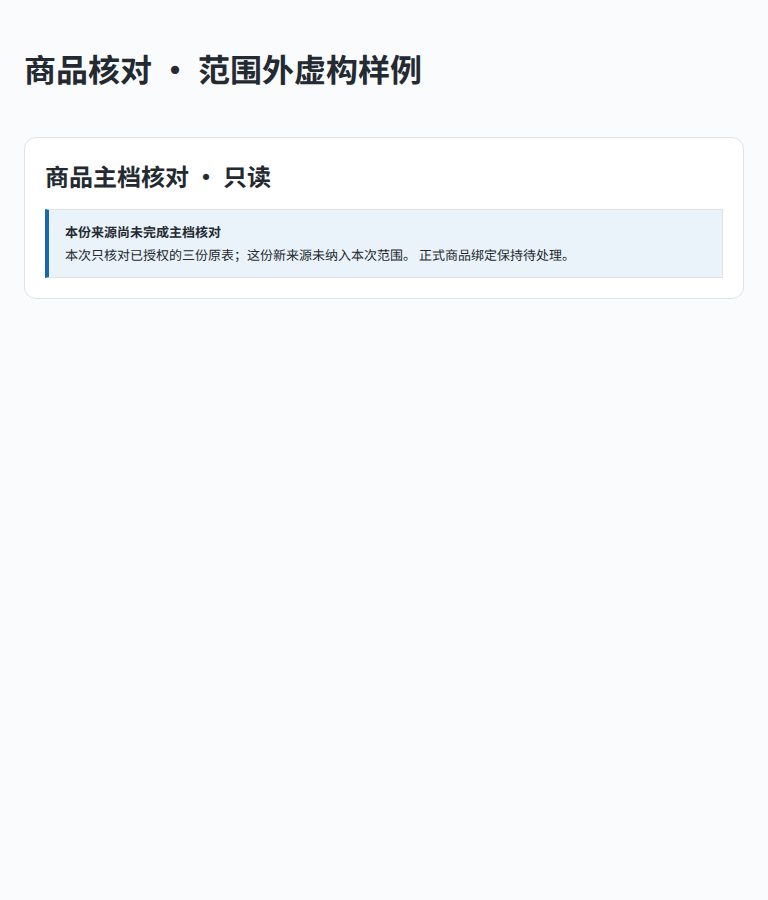 商品核对 · 范围外虚构样例
商品主档核对 · 只读
本份来源尚未完成主档核对
本次只核对已授权的三份原表；这份新来源未纳入本次范围。 正式商品绑定保持待处理。